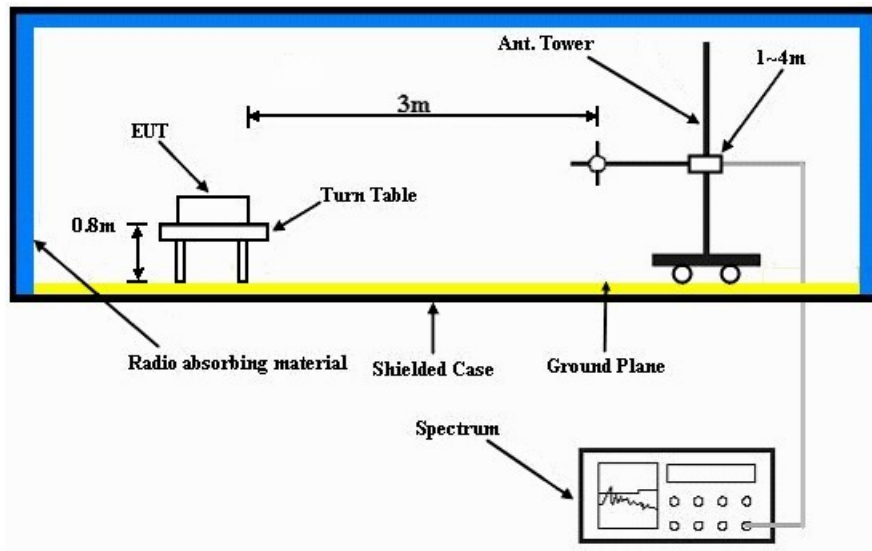 Ant. Tower
1~4m
3m
EUT
Turn Table
0.8m
Radio absorbing material
Shielded Case
Ground Plane
Spectrum